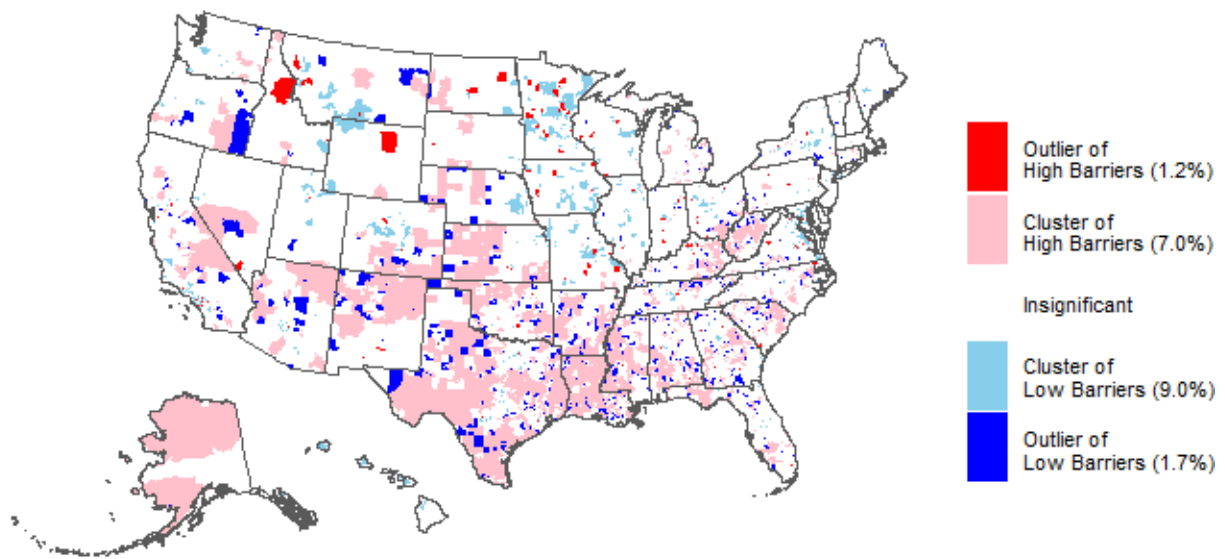 Outlier of
High Barriers (1.2%)
Cluster of
High Barriers (7.0%)
Insignificant
Cluster of
Low Barriers (9.0%)
Outlier of
Low Barriers (1.7%)